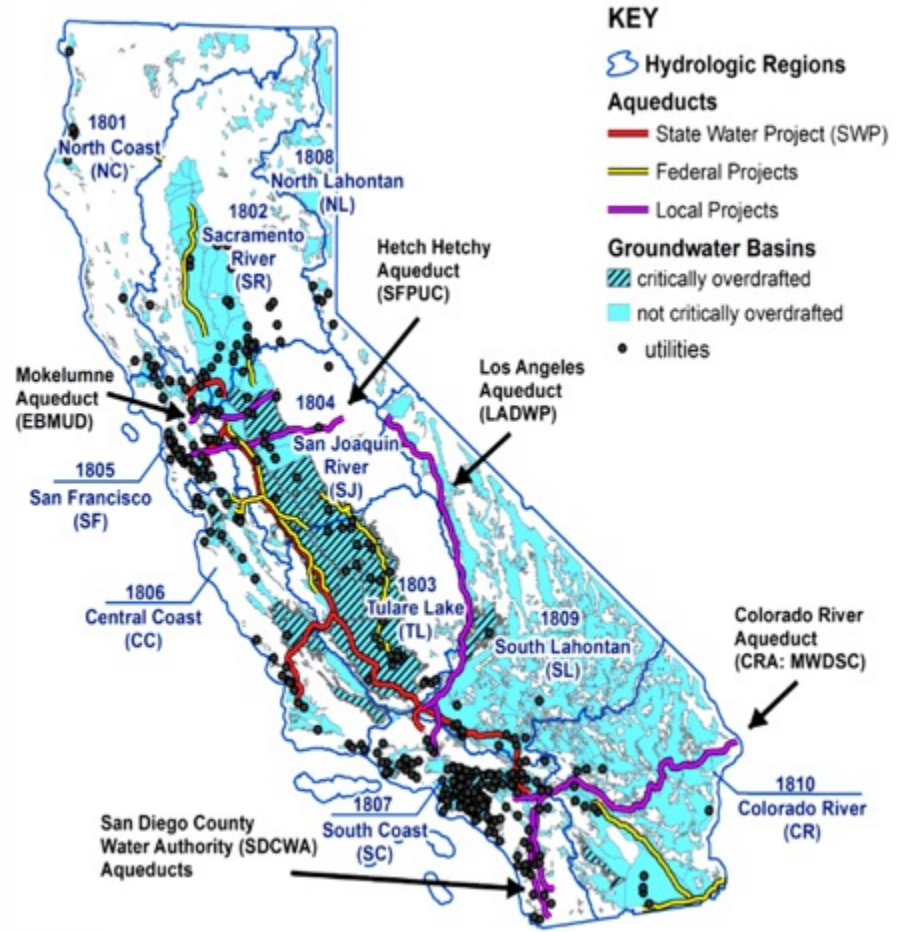 KEY
Hydrologic Regions
Aqueducts
State Water Project (SWP)
Federal Projects
Local Projects
Groundwater Basins
critically overdrafted
not critically overdrafted
utilities
1801
North Coast
(NC)
1808
North Lahontan
(NL)
1802
Sacramento
River
(SR)
Hetch Hetchy
Aqueduct
(SFPUC)
Los Angeles
Aqueduct
(LADWP)
Mokelumne
Aqueduct
(EBMUD)
1804
San Joaquin
River
(SJ)
1805
San Francisco
(SF)
1806
Central Coast
(CC)
1803
Tulare Lake
(TL)
1809
South Lahontan
(SL)
Colorado River
Aqueduct
(CRA: MWDSC)
1810
Colorado River
(CR)
1807
South Coast
(SC)
San Diego County
Water Authority (SDCWA)
Aqueducts